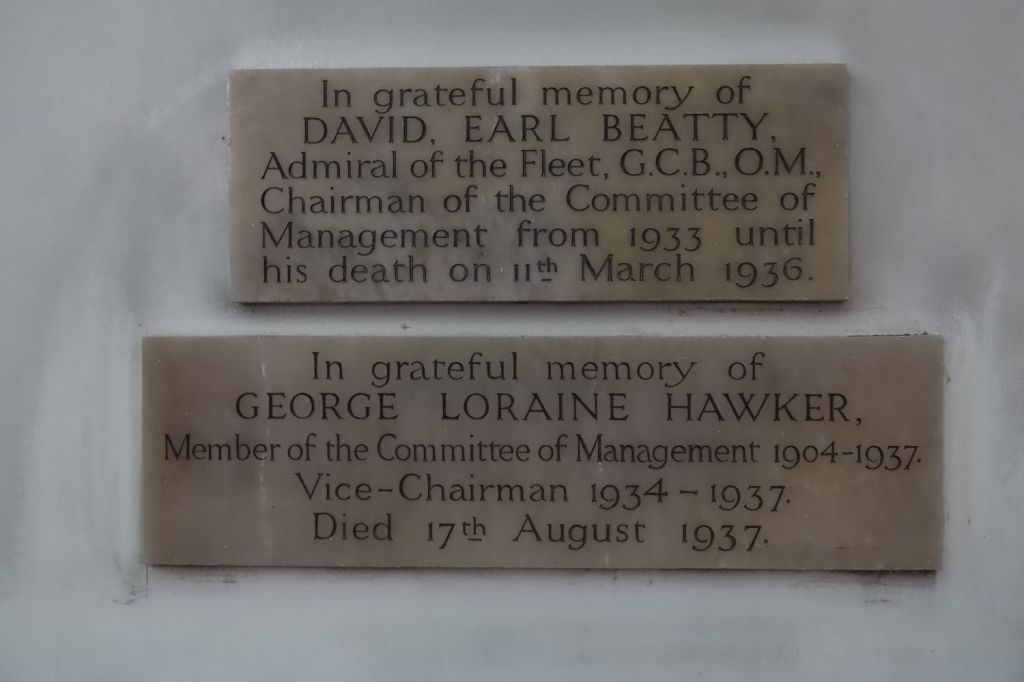 In grateful memory of
DAVID, EARL BEATTY,
Admiral of the Fleet, G.C.B., O.M.,
Chairman of the Committee of
Management from 1933 until
his death on 11th March 1936.
In grateful memory of
GEORGE LORAINE HAWKER,
Member of the Committee of Management 1904-1937.
Vice-Chairman 1934-1937.
Died 17th August 1937.